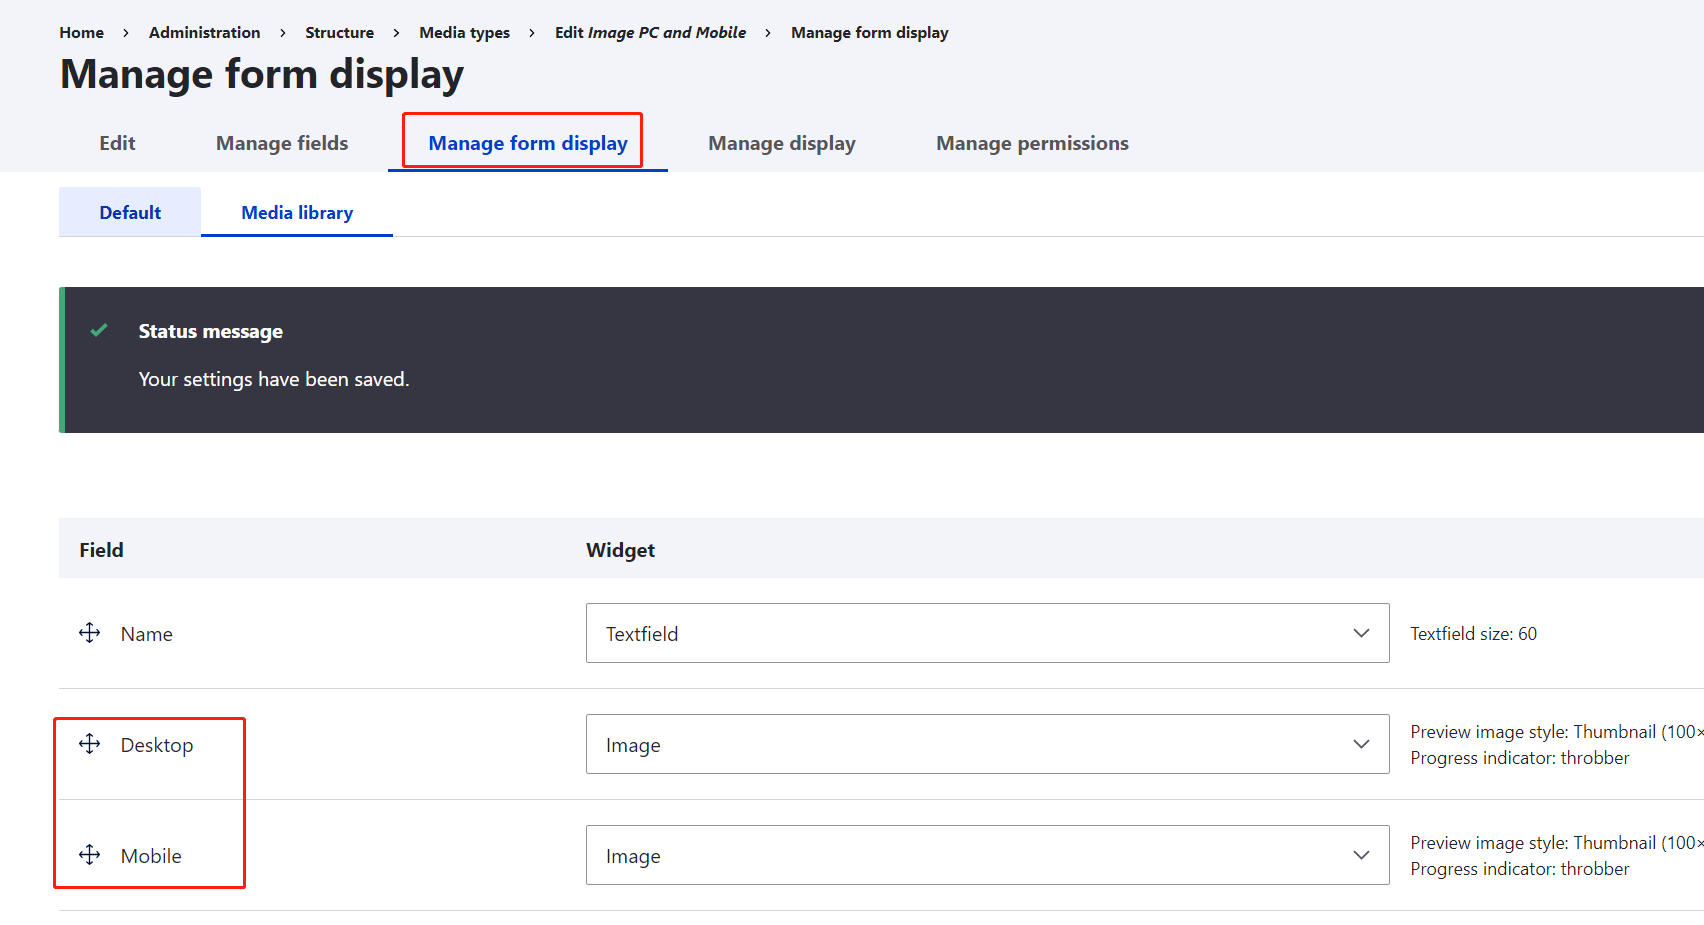 Home > Administration > Structure > Media types > Edit Image PC and Mobile > Manage form display
Manage form display
Edit Manage fields Manage form display Manage display Manage permissions
Default Media library
Status message
Your settings have been saved.
Field Widget
Name Textfield Textfield size: 60
Desktop Image Preview image style: Thumbnail (100×
Progress indicator: throbber
Mobile Image Preview image style: Thumbnail (100×
Progress indicator: throbber